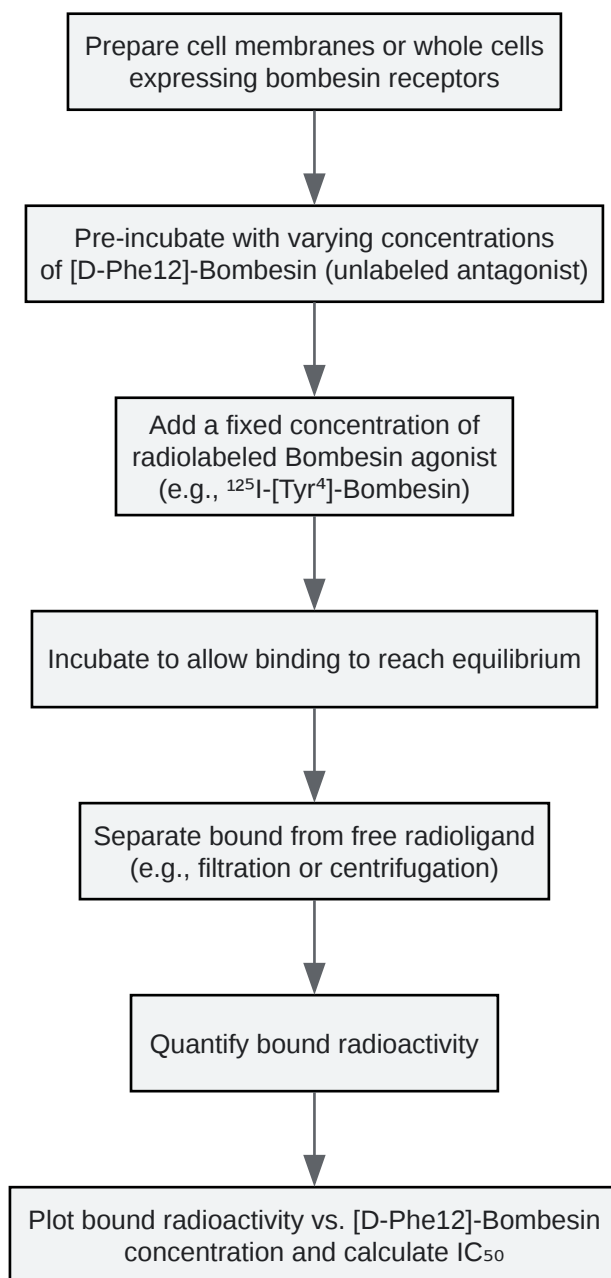 Prepare cell membranes or whole cells
expressing bombesin receptors
Pre-incubate with varying concentrations
of [D-Phe12]-Bombesin (unlabeled antagonist)
Add a fixed concentration of
radiolabeled Bombesin agonist
(e.g., ¹²⁵I-[Tyr⁴]-Bombesin)
Incubate to allow binding to reach equilibrium
Separate bound from free radioligand
(e.g., filtration or centrifugation)
Quantify bound radioactivity
Plot bound radioactivity vs. [D-Phe12]-Bombesin
concentration and calculate IC₅₀